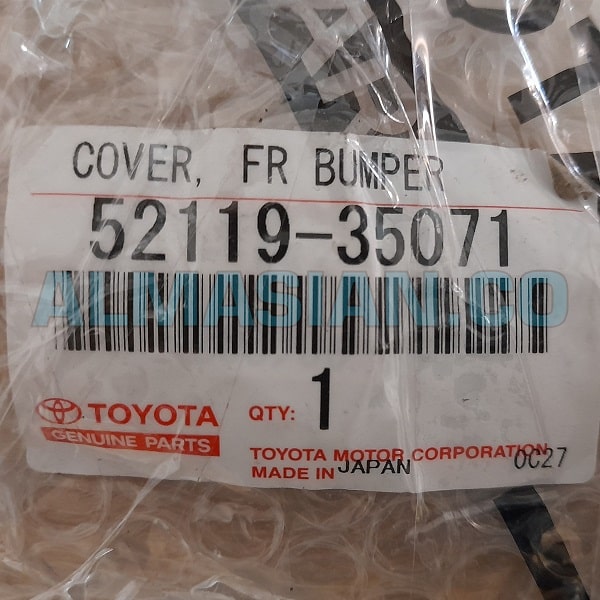 COVER, FR BUMPER
52119-35071
ALMASIAN.CO
TOYOTA
GENUINE PARTS
QTY: 1
TOYOTA MOTOR CORPORATION
MADE IN JAPAN
0C27